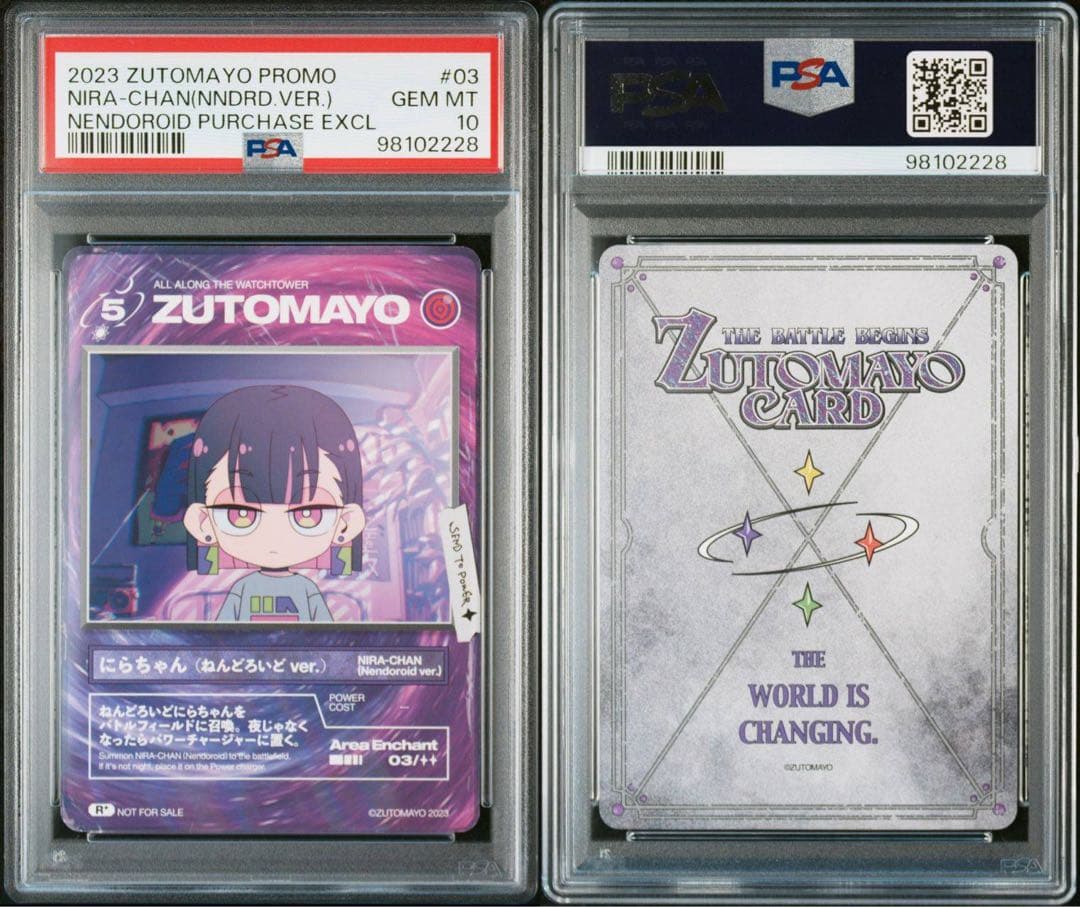 2023 ZUTOMAYO PROMO #03
NIRA-CHAN(NNDRD.VER.) GEM MT
NENDOROID PURCHASE EXCL 10
PSA 98102228
ALL ALONG THE WATCHTOWER
5 ZUTOMAYO
SEND TO POWER
にらちゃん（ねんどろいど ver.） NIRA-CHAN
(Nendoroid ver.)
POWER
COST —
ねんどろいどにらちゃんを
バトルフィールドに召喚。夜じゃなく
なったらパワーチャージャーに置く。
Summon NIRA-CHAN (Nendoroid) to the battlefield.
If it's not night, place it on the Power charger.
Area Enchant
03/++
R+ NOT FOR SALE ©ZUTOMAYO 2023
PSA
PSA PSA
98102228
THE BATTLE BEGINS
ZUTOMAYO
CARD
THE
WORLD IS
CHANGING.
©ZUTOMAYO
PSA